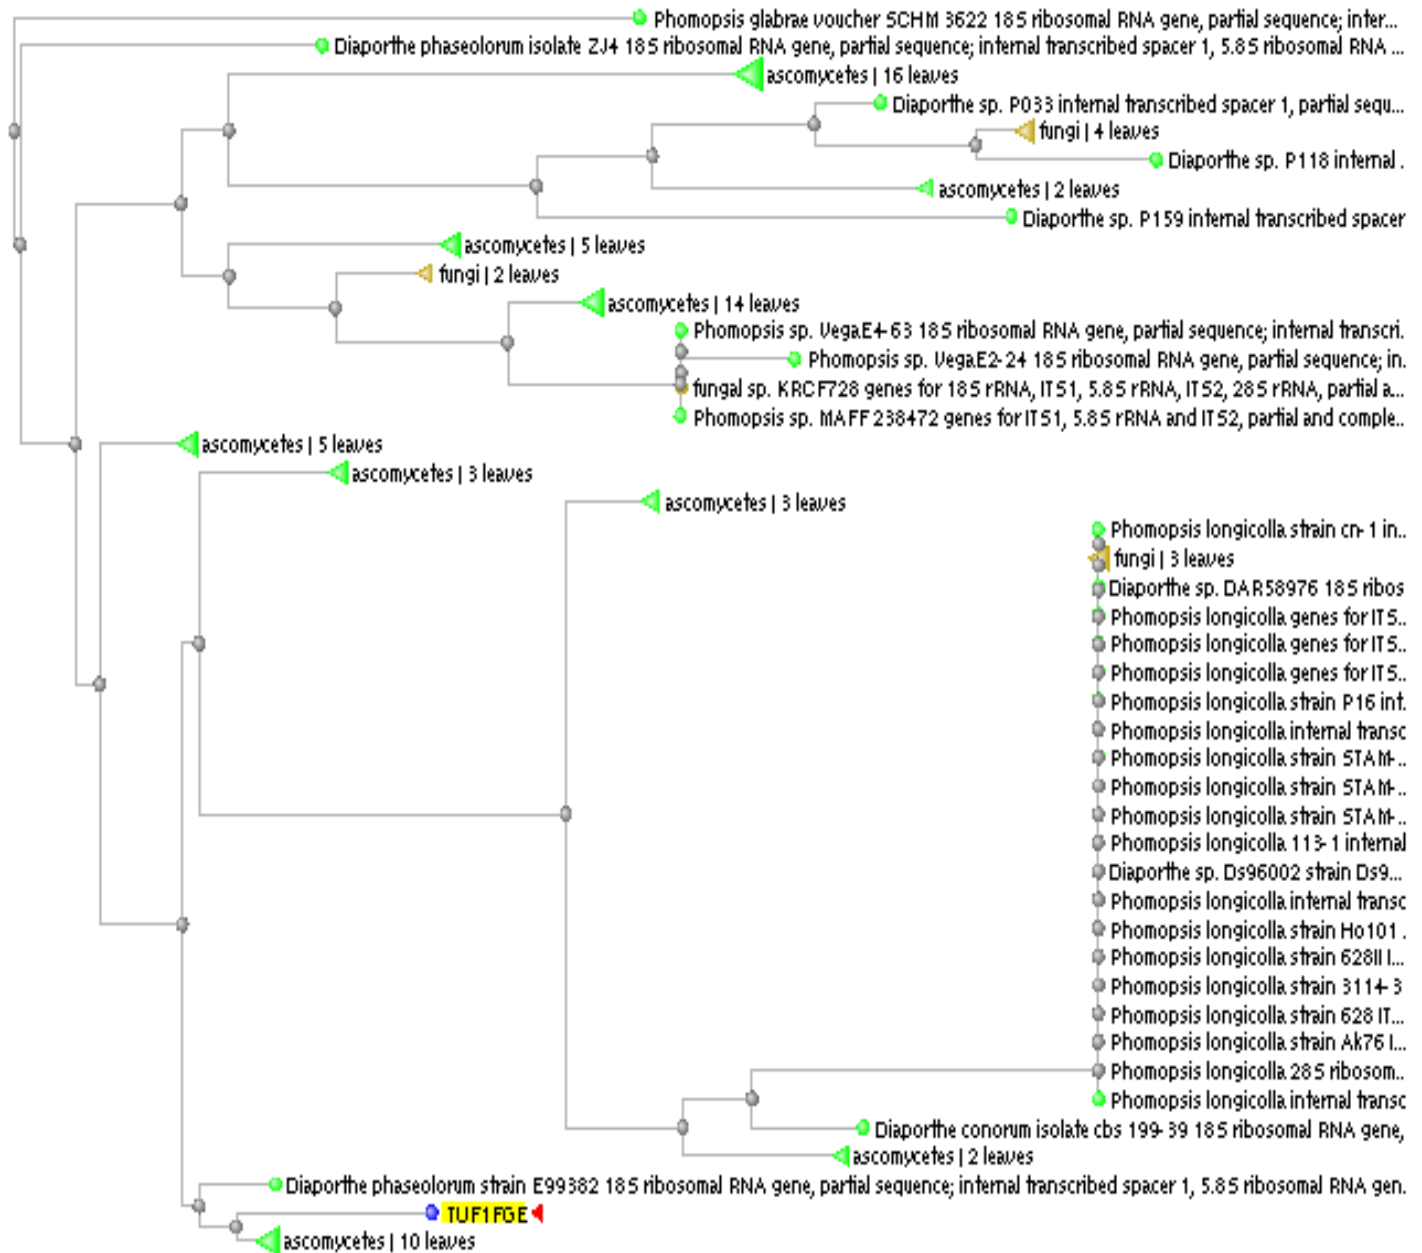 Phomopsis glabrae voucher SCHM 3622 18S ribosomal RNA gene, partial sequence; inter...
Diaporthe phaseolorum isolate ZJ4 18S ribosomal RNA gene, partial sequence; internal transcribed spacer 1, 5.8S ribosomal RNA ...
ascomycetes | 16 leaves
Diaporthe sp. P033 internal transcribed spacer 1, partial sequ...
fungi | 4 leaves
Diaporthe sp. P118 internal .
ascomycetes | 2 leaves
Diaporthe sp. P159 internal transcribed spacer
ascomycetes | 5 leaves
fungi | 2 leaves
ascomycetes | 14 leaves
Phomopsis sp. VegaE4-63 18S ribosomal RNA gene, partial sequence; internal transcri.
Phomopsis sp. VegaE2-24 18S ribosomal RNA gene, partial sequence; in.
fungal sp. KRCF728 genes for 18S rRNA, ITS1, 5.8S rRNA, ITS2, 28S rRNA, partial a...
Phomopsis sp. MAFF 238472 genes for ITS1, 5.8S rRNA and ITS2, partial and comple..
ascomycetes | 5 leaves
ascomycetes | 3 leaves
ascomycetes | 3 leaves
Phomopsis longicolla strain cn-1 in..
fungi | 3 leaves
Diaporthe sp. DAR58976 18S ribos
Phomopsis longicolla genes for ITS..
Phomopsis longicolla genes for ITS..
Phomopsis longicolla genes for ITS..
Phomopsis longicolla strain P16 int.
Phomopsis longicolla internal transc
Phomopsis longicolla strain STAM-..
Phomopsis longicolla strain STAM-..
Phomopsis longicolla strain STAM-..
Phomopsis longicolla 113-1 internal
Diaporthe sp. Ds96002 strain Ds9...
Phomopsis longicolla internal transc
Phomopsis longicolla strain Ho101 .
Phomopsis longicolla strain 628III I...
Phomopsis longicolla strain 3114-3
Phomopsis longicolla strain 628 IT...
Phomopsis longicolla strain Ak76 I...
Phomopsis longicolla 28S ribosom..
Phomopsis longicolla internal transc
Diaporthe conorum isolate cbs 199-39 18S ribosomal RNA gene,
ascomycetes | 2 leaves
Diaporthe phaseolorum strain E99382 18S ribosomal RNA gene, partial sequence; internal transcribed spacer 1, 5.8S ribosomal RNA gen.
TUF1FGE
ascomycetes | 10 leaves